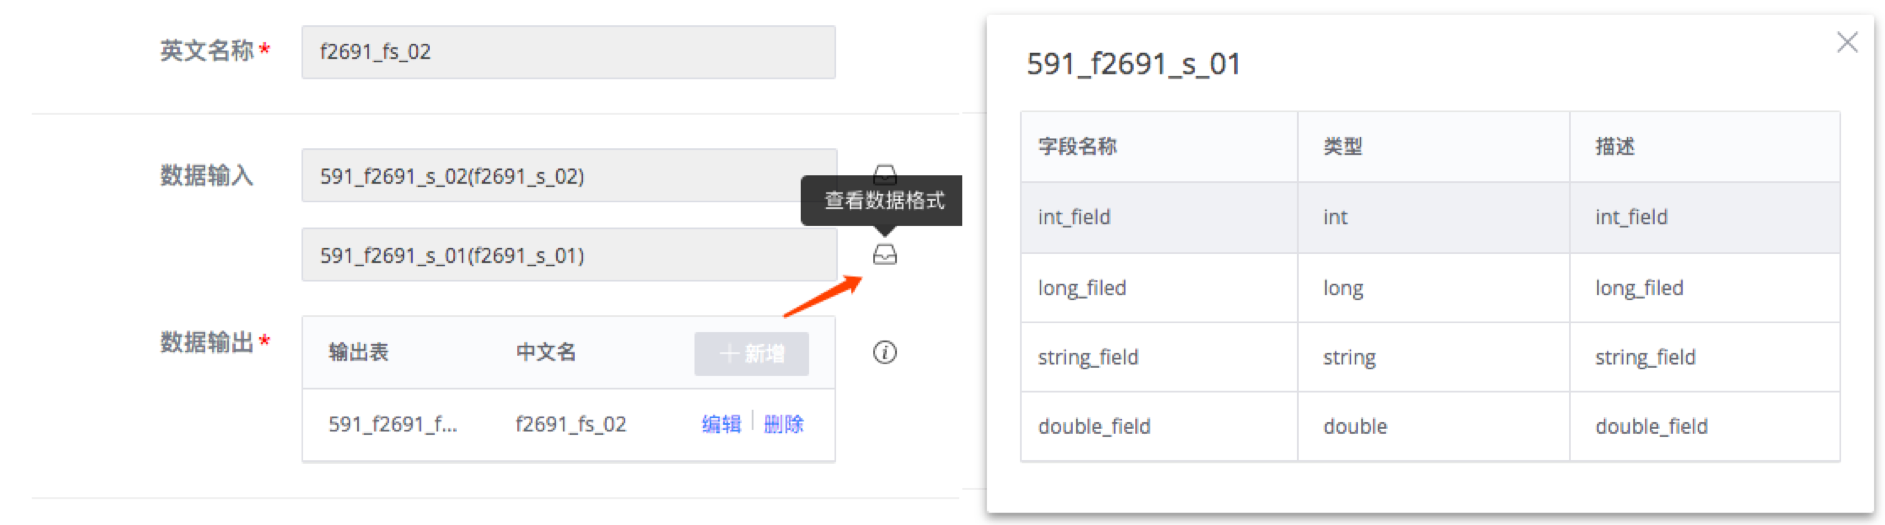 英文名称*
f2691_fs_02
数据输入
591_f2691_s_02(f2691_s_02)
查看数据格式
591_f2691_s_01(f2691_s_01)
数据输出*
输出表 中文名 新增
591_f2691_f... f2691_fs_02 编辑 删除
591_f2691_s_01
字段名称 类型 描述
int_field int int_field
long_filed long long_filed
string_field string string_field
double_field double double_field